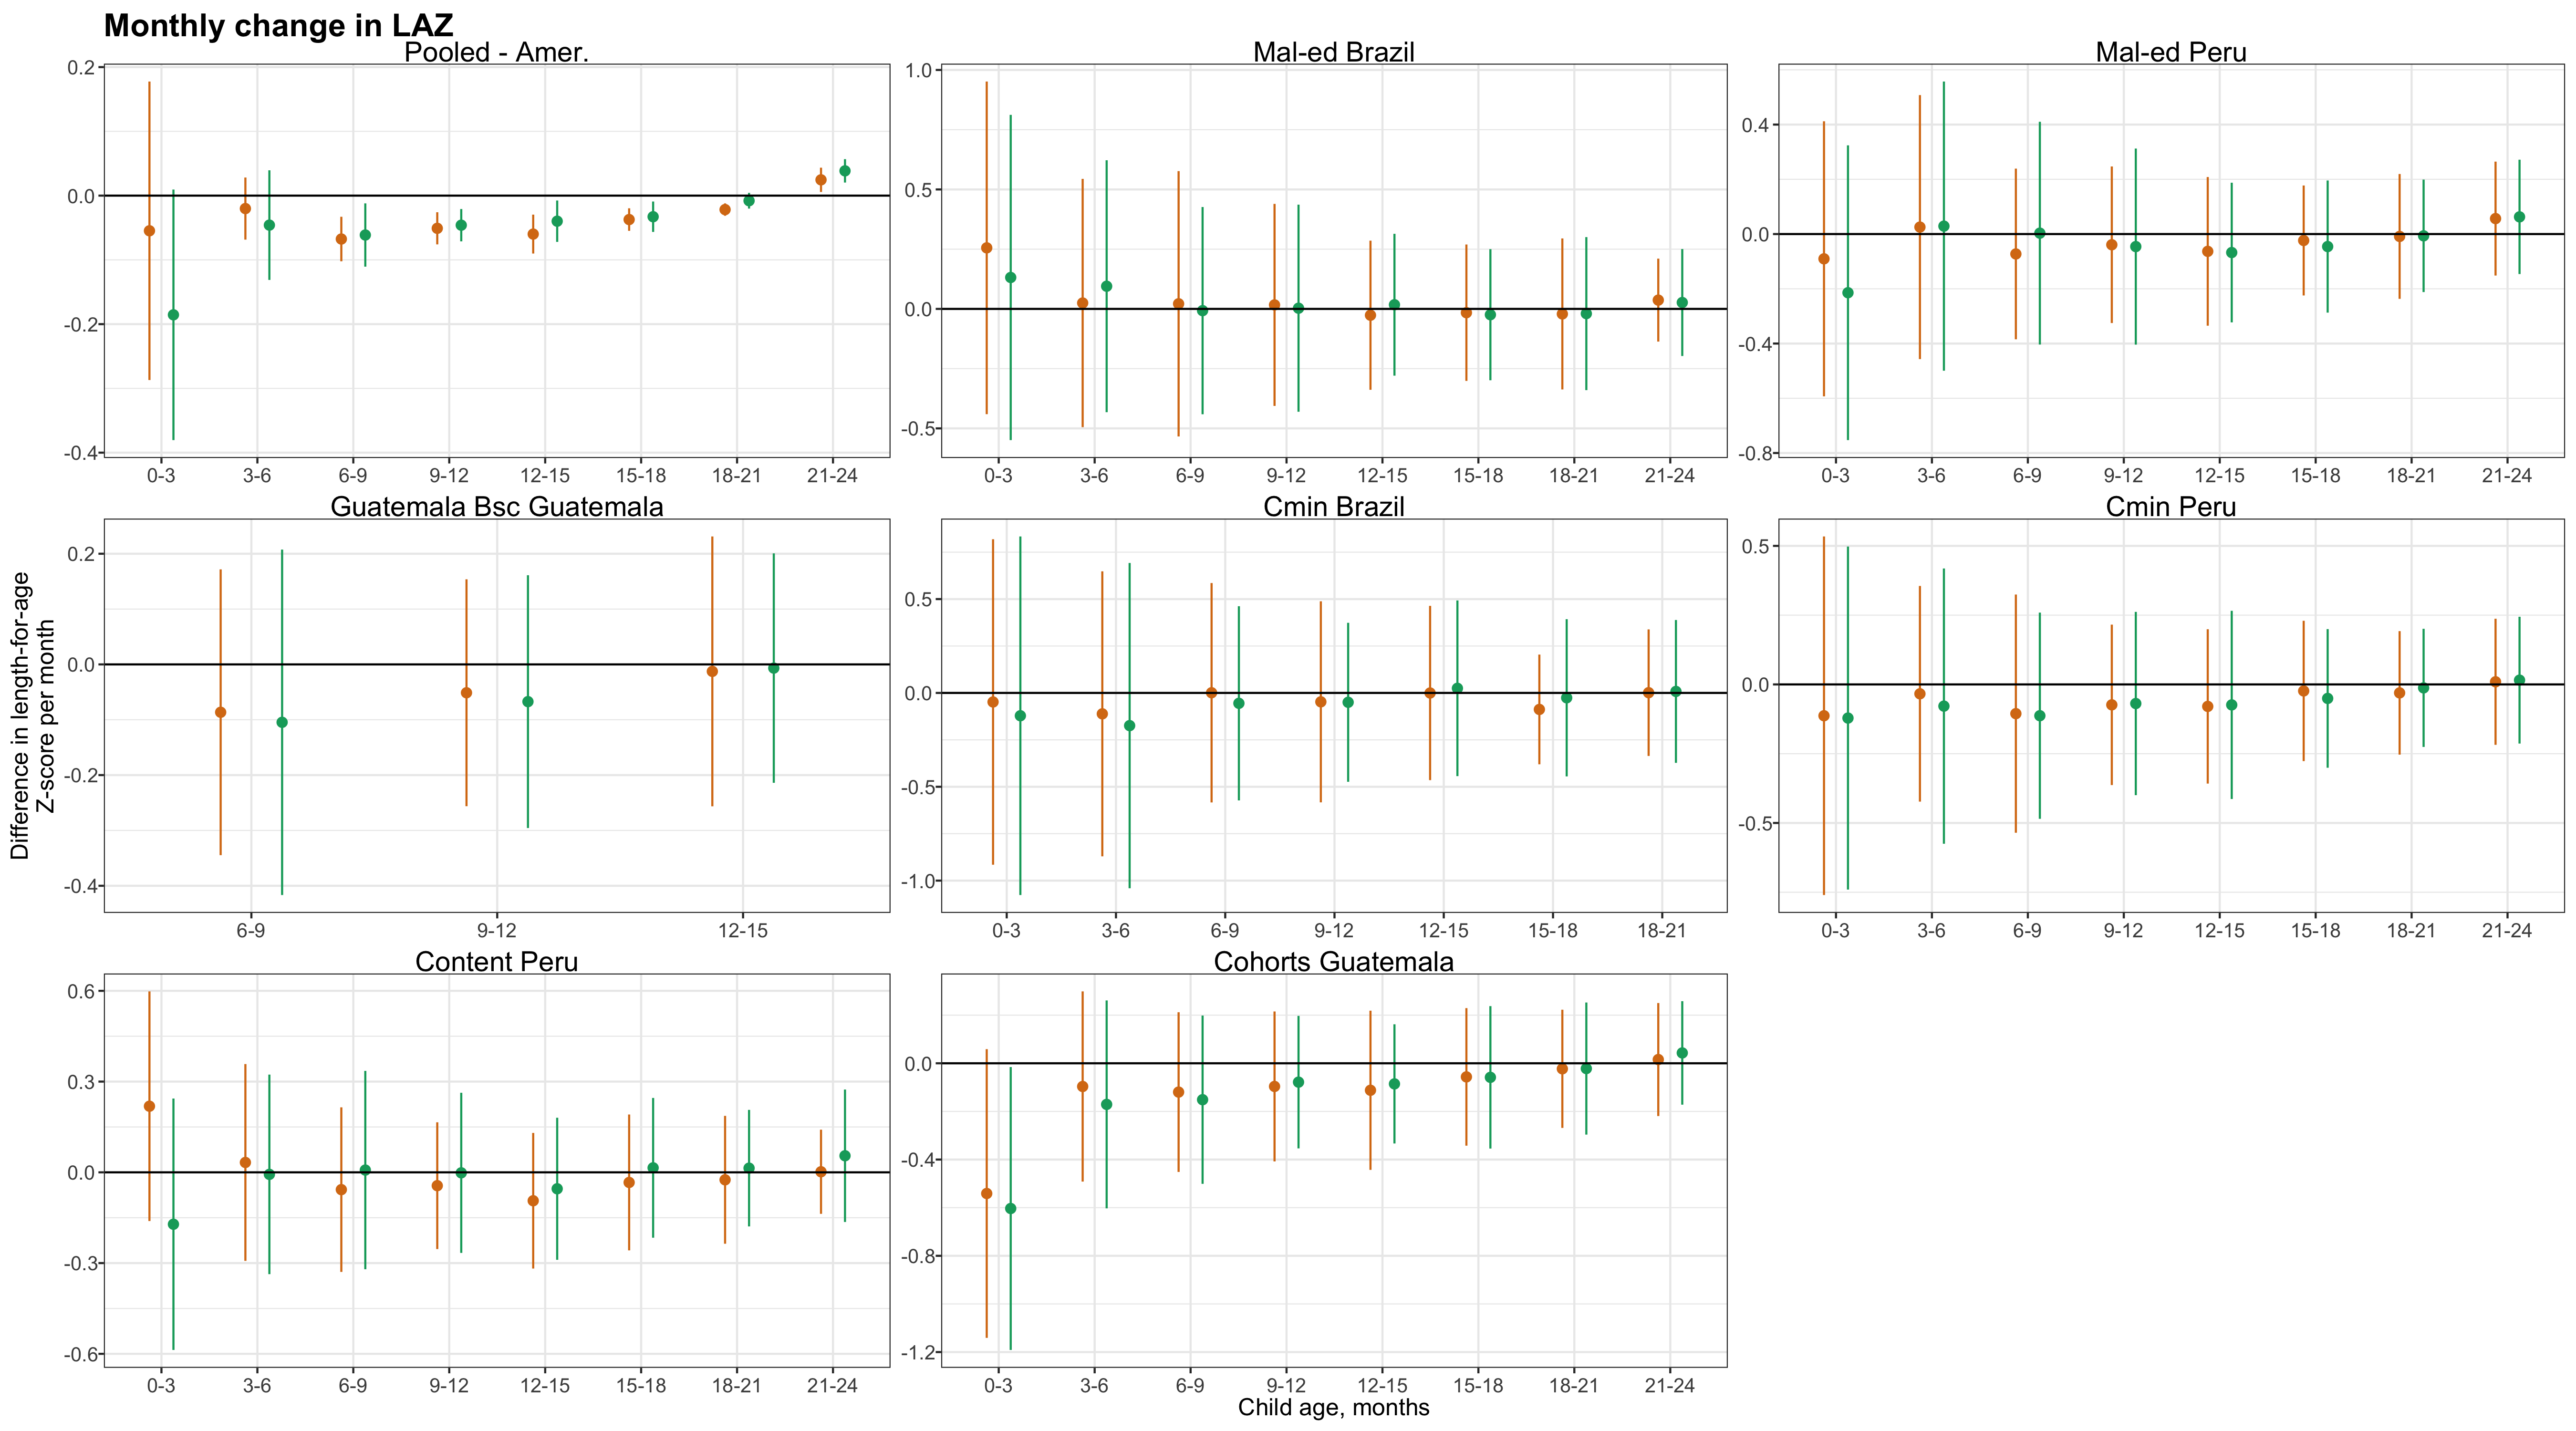 Monthly change in LAZ
Pooled - Amer.
Mal-ed Brazil
Mal-ed Peru
0.2
0.0
-0.2
-0.4
0-3 3-6 6-9 9-12 12-15 15-18 18-21 21-24
1.0
0.5
0.0
-0.5
0-3 3-6 6-9 9-12 12-15 15-18 18-21 21-24
0.4
0.0
-0.4
-0.8
0-3 3-6 6-9 9-12 12-15 15-18 18-21 21-24
Difference in length-for-age
Z-score per month
Guatemala Bsc Guatemala
Cmin Brazil
Cmin Peru
0.2
0.0
-0.2
-0.4
6-9 9-12 12-15
0.5
0.0
-0.5
-1.0
0-3 3-6 6-9 9-12 12-15 15-18 18-21
0.5
0.0
-0.5
0-3 3-6 6-9 9-12 12-15 15-18 18-21 21-24
Content Peru
Cohorts Guatemala
0.6
0.3
0.0
-0.3
-0.6
0-3 3-6 6-9 9-12 12-15 15-18 18-21 21-24
0.0
-0.4
-0.8
-1.2
0-3 3-6 6-9 9-12 12-15 15-18 18-21 21-24
Child age, months